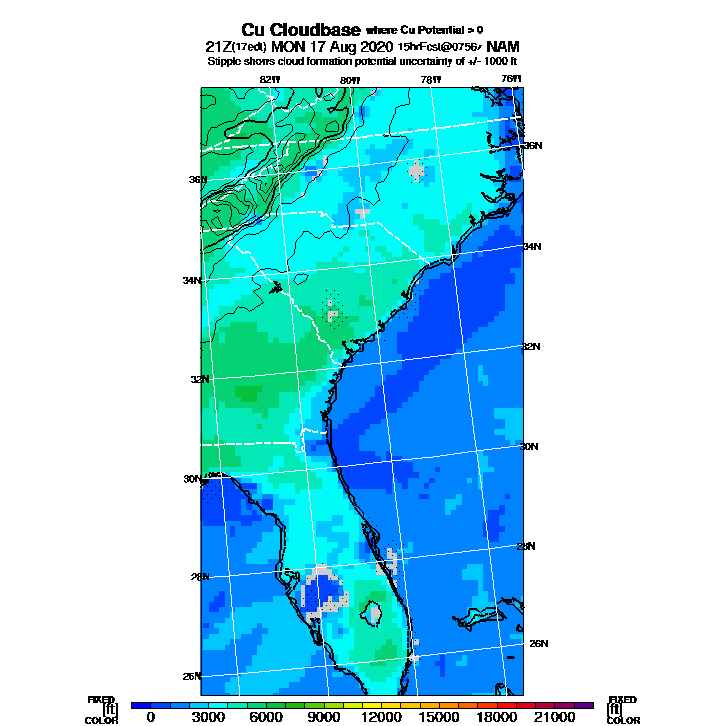 Cu Cloudbase where Cu Potential > 0
21Z(17edt) MON 17 Aug 2020 15hrFcst@0756z NAM
Stipple shows cloud formation potential uncertainty of +/- 1000 ft
82W 80W 78W 76W
36N
36N
34N
34N
32N
32N
30N
30N
28N
28N
26N
26N
FIXED FIXED
[ft] [ft]
COLOR COLOR
0 3000 6000 9000 12000 15000 18000 21000